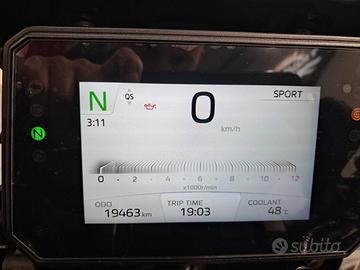 N QS 0 SPORT
3:11
km/h
0 2 4 6 8 10 12
x1000r/min
ODO TRIP TIME COOLANT
19463 km 19:03 48 °C
N
subito